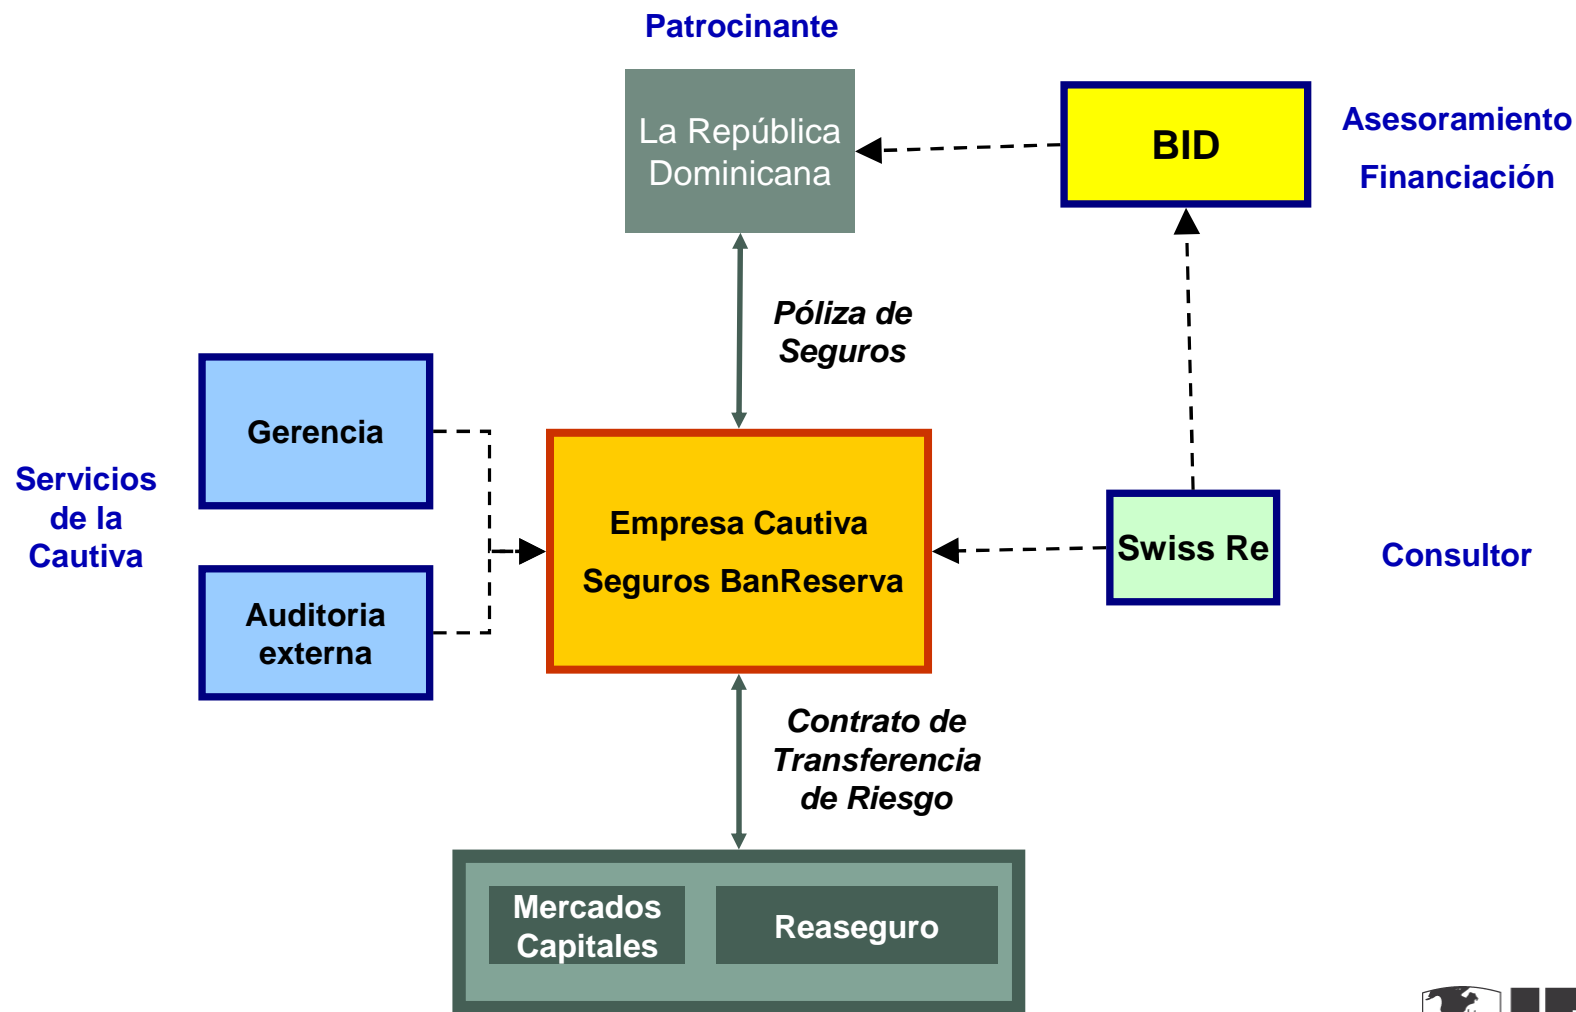 Patrocinante
La República
Dominicana
BID
Asesoramiento
Financiación
Póliza de
Seguros
Gerencia
Servicios
de la
Cautiva
Empresa Cautiva
Seguros BanReserva
Swiss Re
Consultor
Auditoria
externa
Contrato de
Transferencia
de Riesgo
Mercados
Capitales
Reaseguro